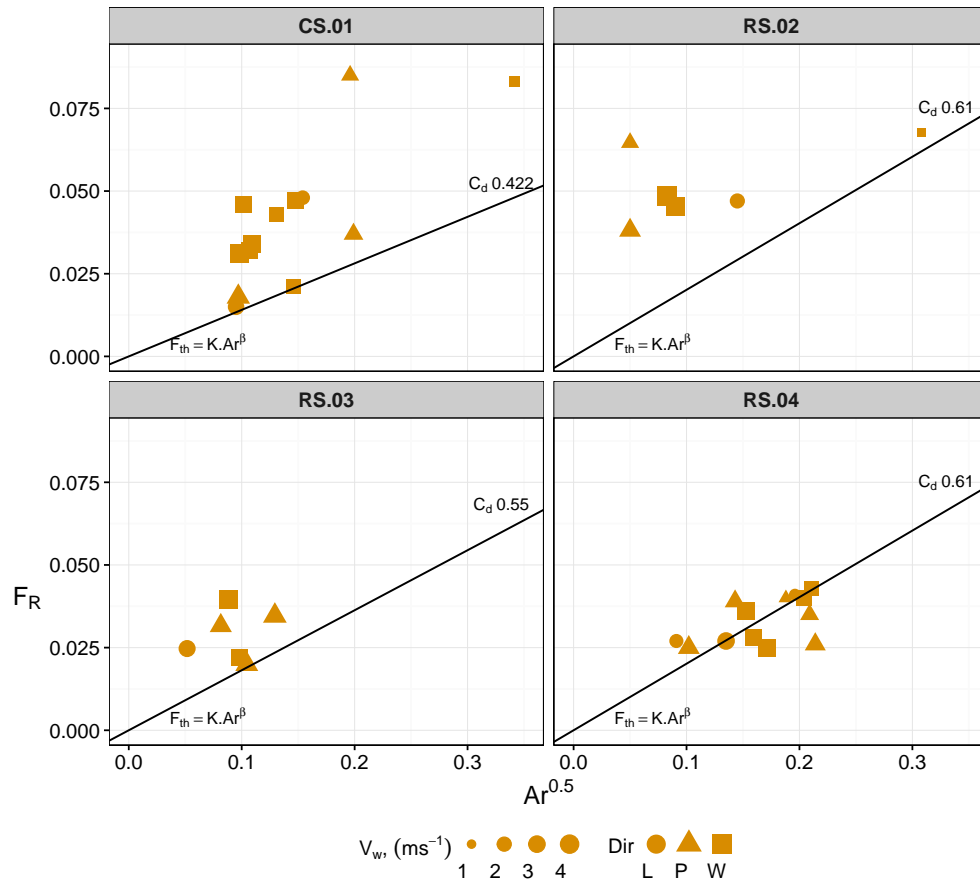 CS.01
RS.02
0.075
0.050
0.025
0.000
C_d 0.422
F_th = K.Ar^β
C_d 0.61
F_th = K.Ar^β
RS.03
RS.04
0.075
0.050
0.025
0.000
C_d 0.55
F_th = K.Ar^β
C_d 0.61
F_th = K.Ar^β
F_R
0.0 0.1 0.2 0.3
0.0 0.1 0.2 0.3
Ar^0.5
V_w, (ms^−1) 1 2 3 4
Dir L P W